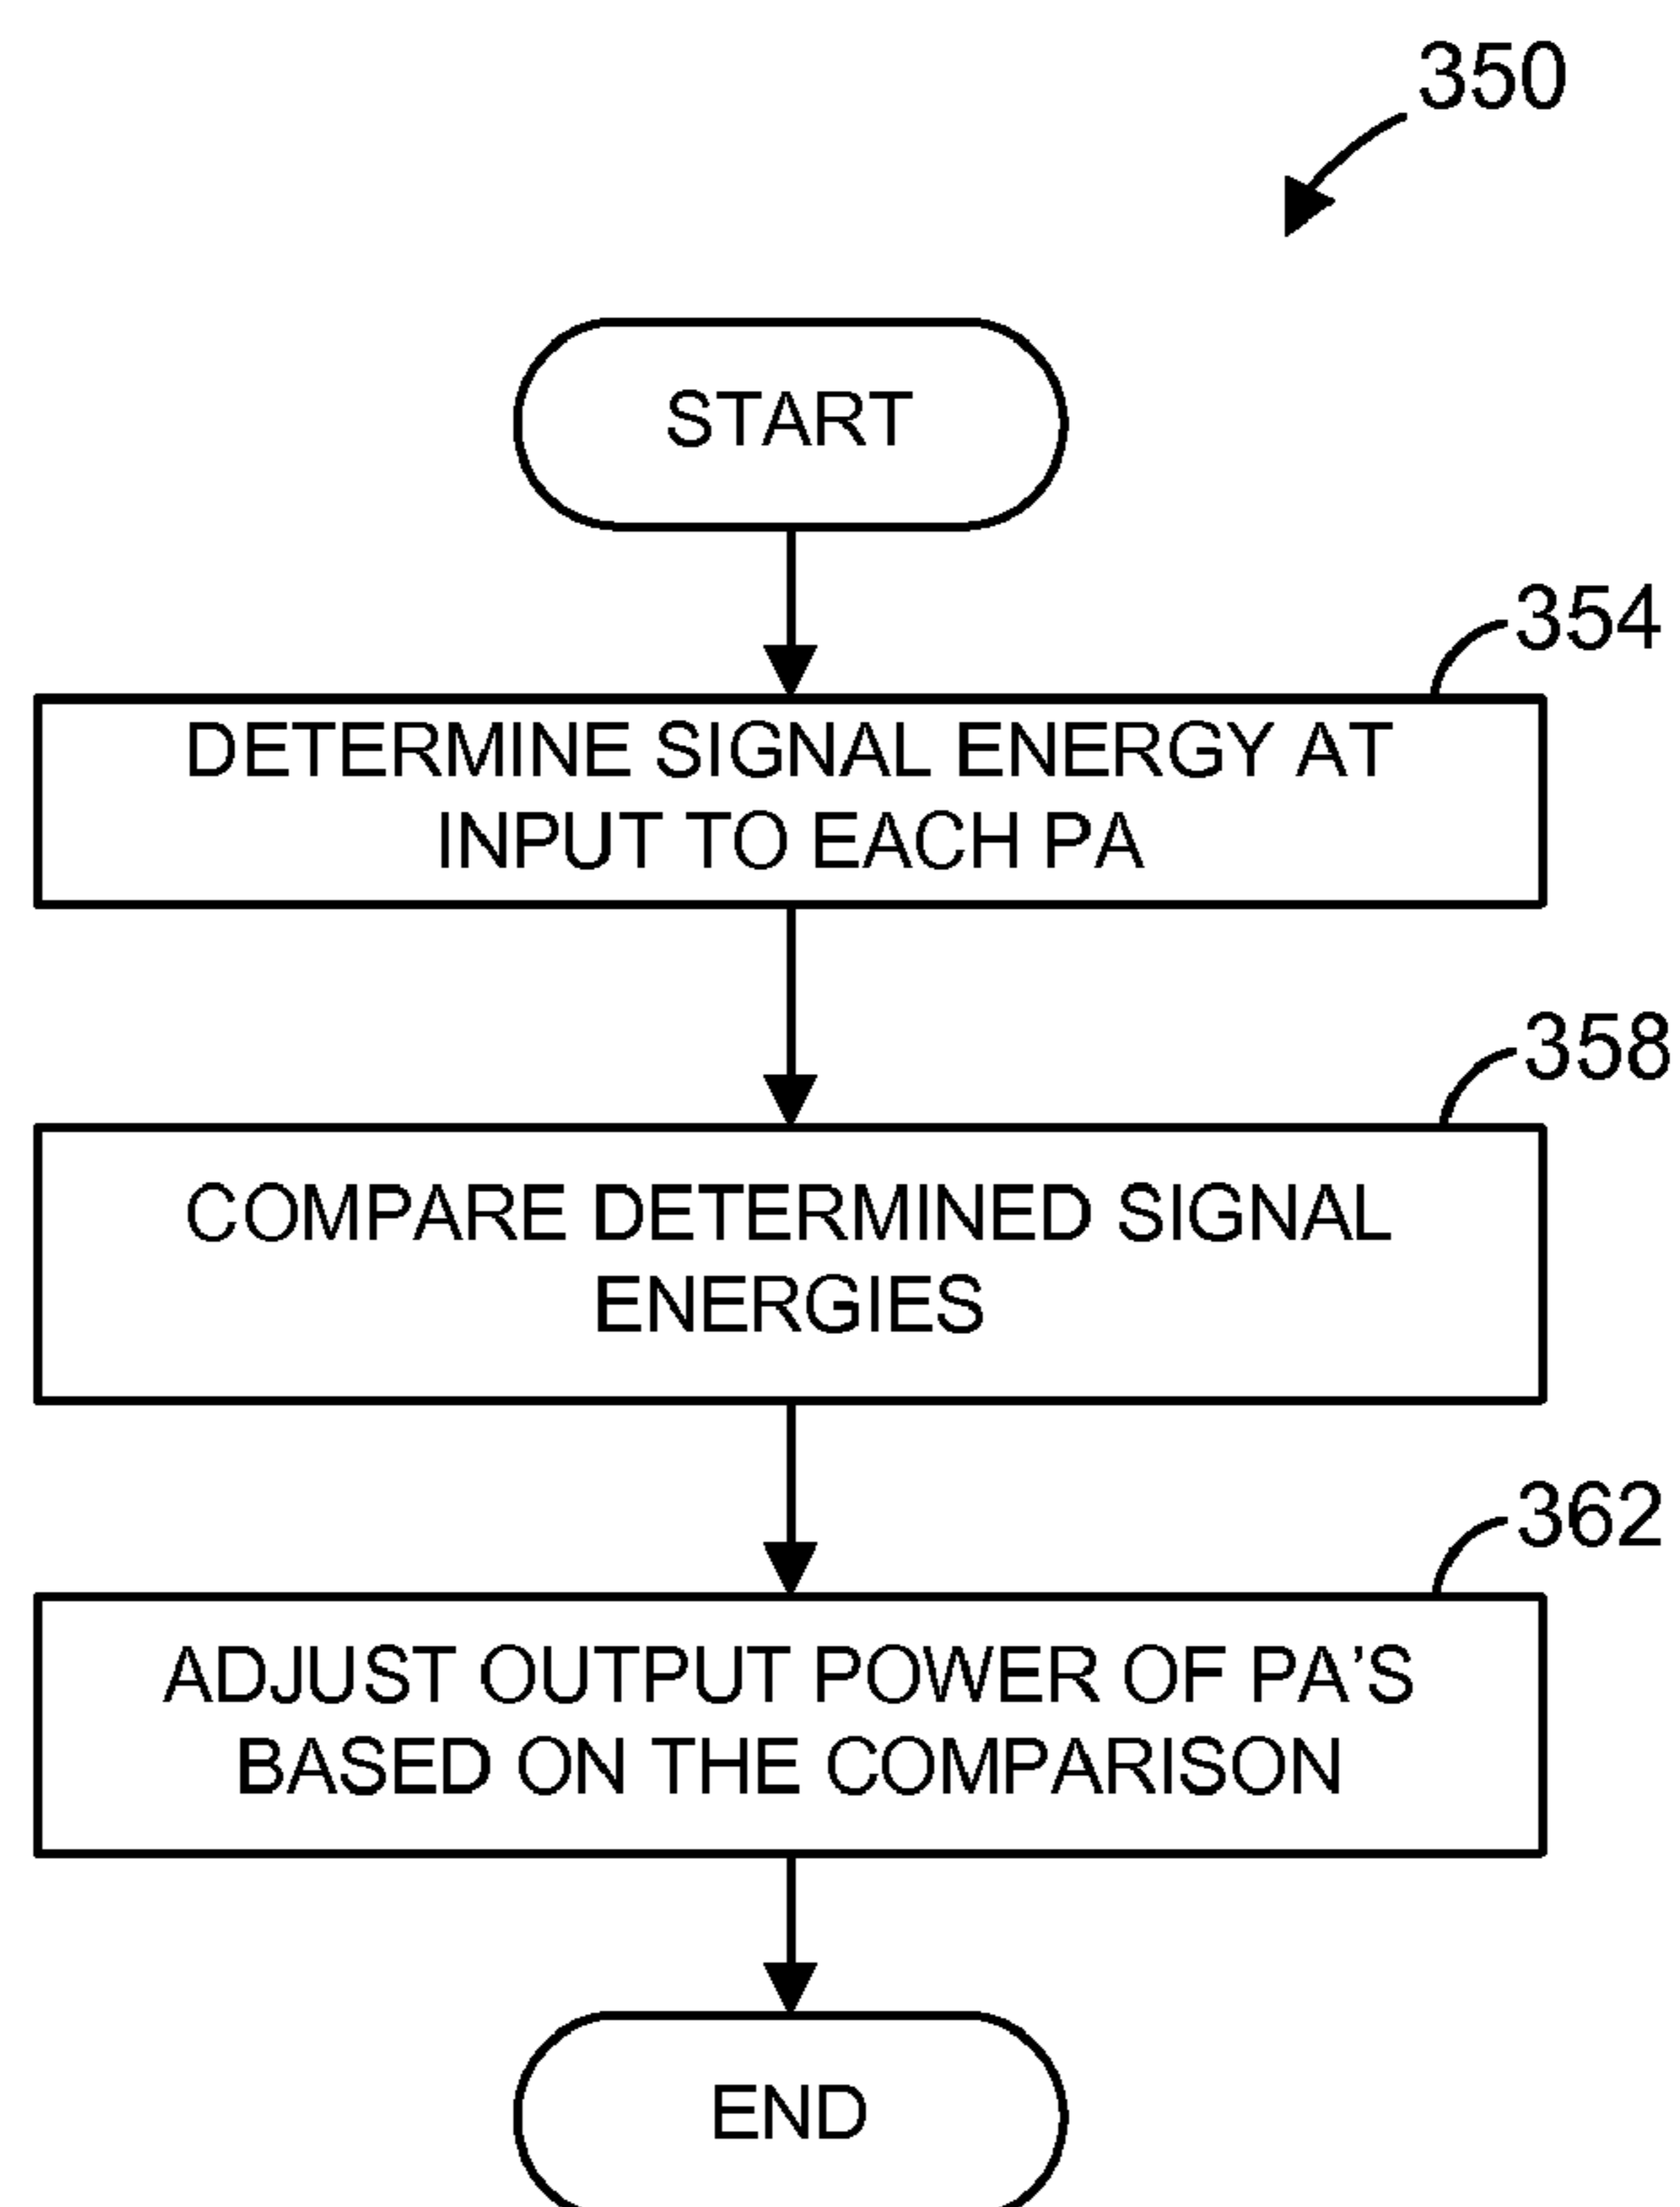 350
START
354
DETERMINE SIGNAL ENERGY AT
INPUT TO EACH PA
358
COMPARE DETERMINED SIGNAL
ENERGIES
362
ADJUST OUTPUT POWER OF PA’S
BASED ON THE COMPARISON
END